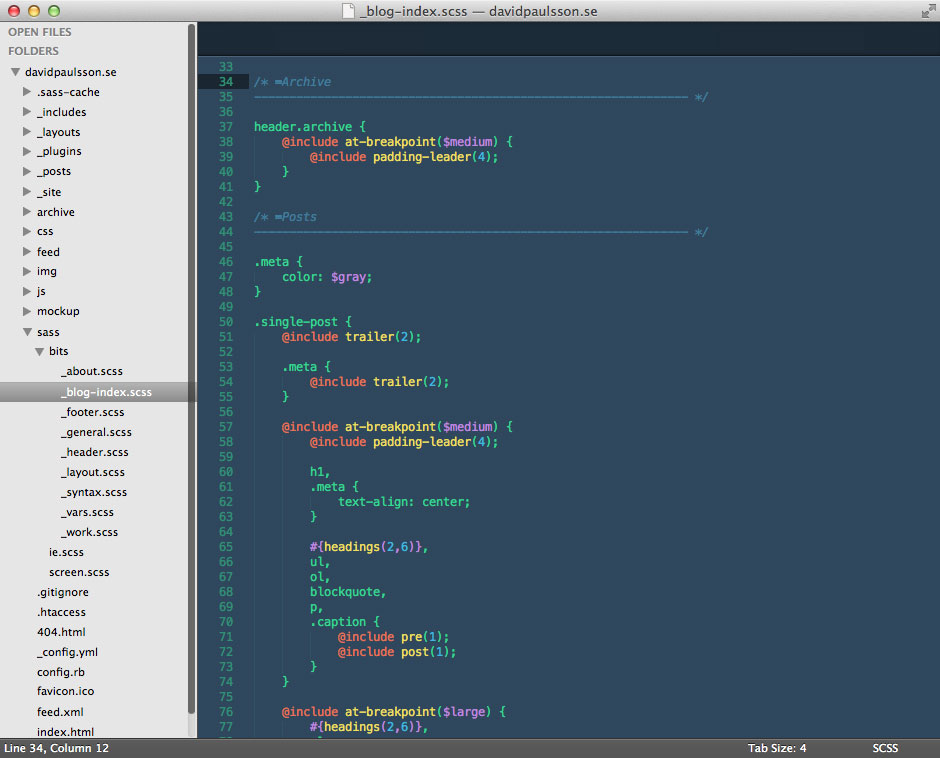 _blog-index.scss — davidpaulsson.se
OPEN FILES
FOLDERS
davidpaulsson.se
.sass-cache
_includes
_layouts
_plugins
_posts
_site
archive
css
feed
img
js
mockup
sass
bits
_about.scss
_blog-index.scss
_footer.scss
_general.scss
_header.scss
_layout.scss
_syntax.scss
_vars.scss
_work.scss
ie.scss
screen.scss
.gitignore
.htaccess
404.html
_config.yml
config.rb
favicon.ico
feed.xml
index.html
33
34 /* =Archive
35 -------------------------------------------------------------- */
36
37 header.archive {
38     @include at-breakpoint($medium) {
39         @include padding-leader(4);
40     }
41 }
42
43 /* =Posts
44 -------------------------------------------------------------- */
45
46 .meta {
47     color: $gray;
48 }
49
50 .single-post {
51     @include trailer(2);
52
53     .meta {
54         @include trailer(2);
55     }
56
57     @include at-breakpoint($medium) {
58         @include padding-leader(4);
59
60         h1,
61         .meta {
62             text-align: center;
63         }
64
65         #{headings(2,6)},
66         ul,
67         ol,
68         blockquote,
69         p,
70         .caption {
71             @include pre(1);
72             @include post(1);
73         }
74     }
75
76     @include at-breakpoint($large) {
77         #{headings(2,6)},
Line 34, Column 12
Tab Size: 4
SCSS